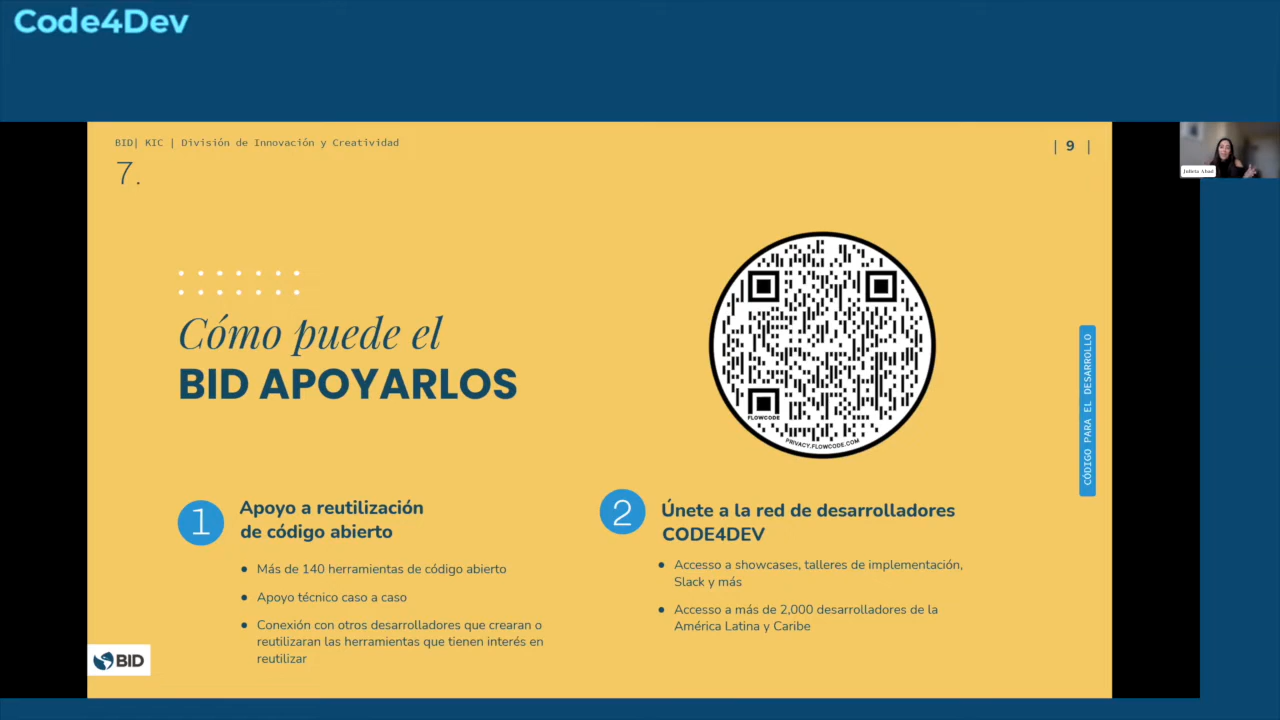 Code4Dev
BID| KIC | División de Innovación y Creatividad
| 9 |
7.
Cómo puede el
BID APOYARLOS
FLOWCODE
PRIVACY.FLOWCODE.COM
CÓDIGO PARA EL DESARROLLO
1
Apoyo a reutilización
de código abierto
● Más de 140 herramientas de código abierto
● Apoyo técnico caso a caso
● Conexión con otros desarrolladores que crearan o
reutilizaran las herramientas que tienen interés en
reutilizar
2
Únete a la red de desarrolladores
CODE4DEV
● Accesso a showcases, talleres de implementación,
Slack y más
● Accesso a más de 2,000 desarrolladores de la
América Latina y Caribe
BID
Julieta Abad